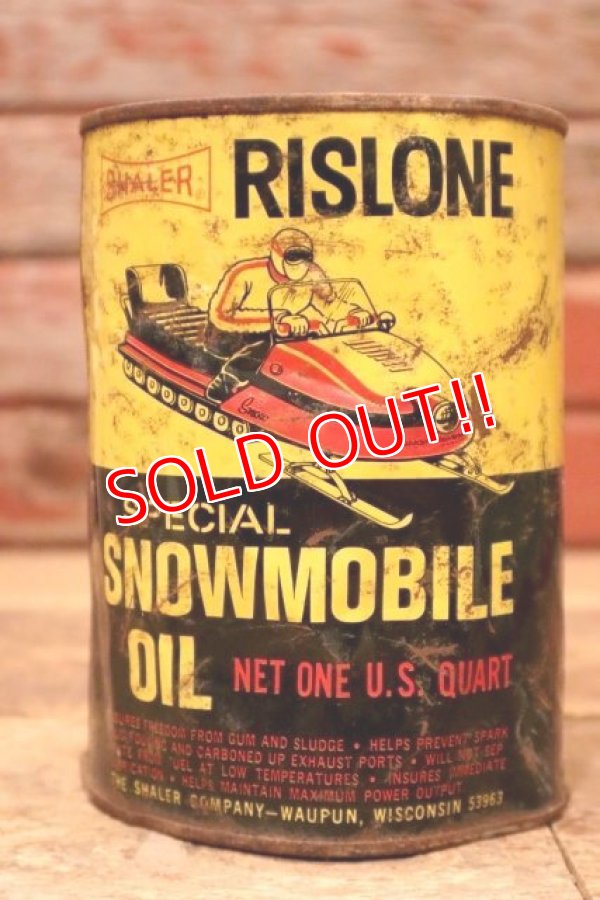 SHALER
RISLONE
SOLD OUT!!
SPECIAL
SNOWMOBILE
OIL
NET ONE U.S. QUART
FREEDOM FROM GUM AND SLUDGE • HELPS PREVENT SPARK
AND CARBONED UP EXHAUST PORTS • WILL NOT SEP
FROM FUEL AT LOW TEMPERATURES • INSURES IMMEDIATE
• HELPS MAINTAIN MAXIMUM POWER OUTPUT
THE SHALER COMPANY—WAUPUN, WISCONSIN 53963